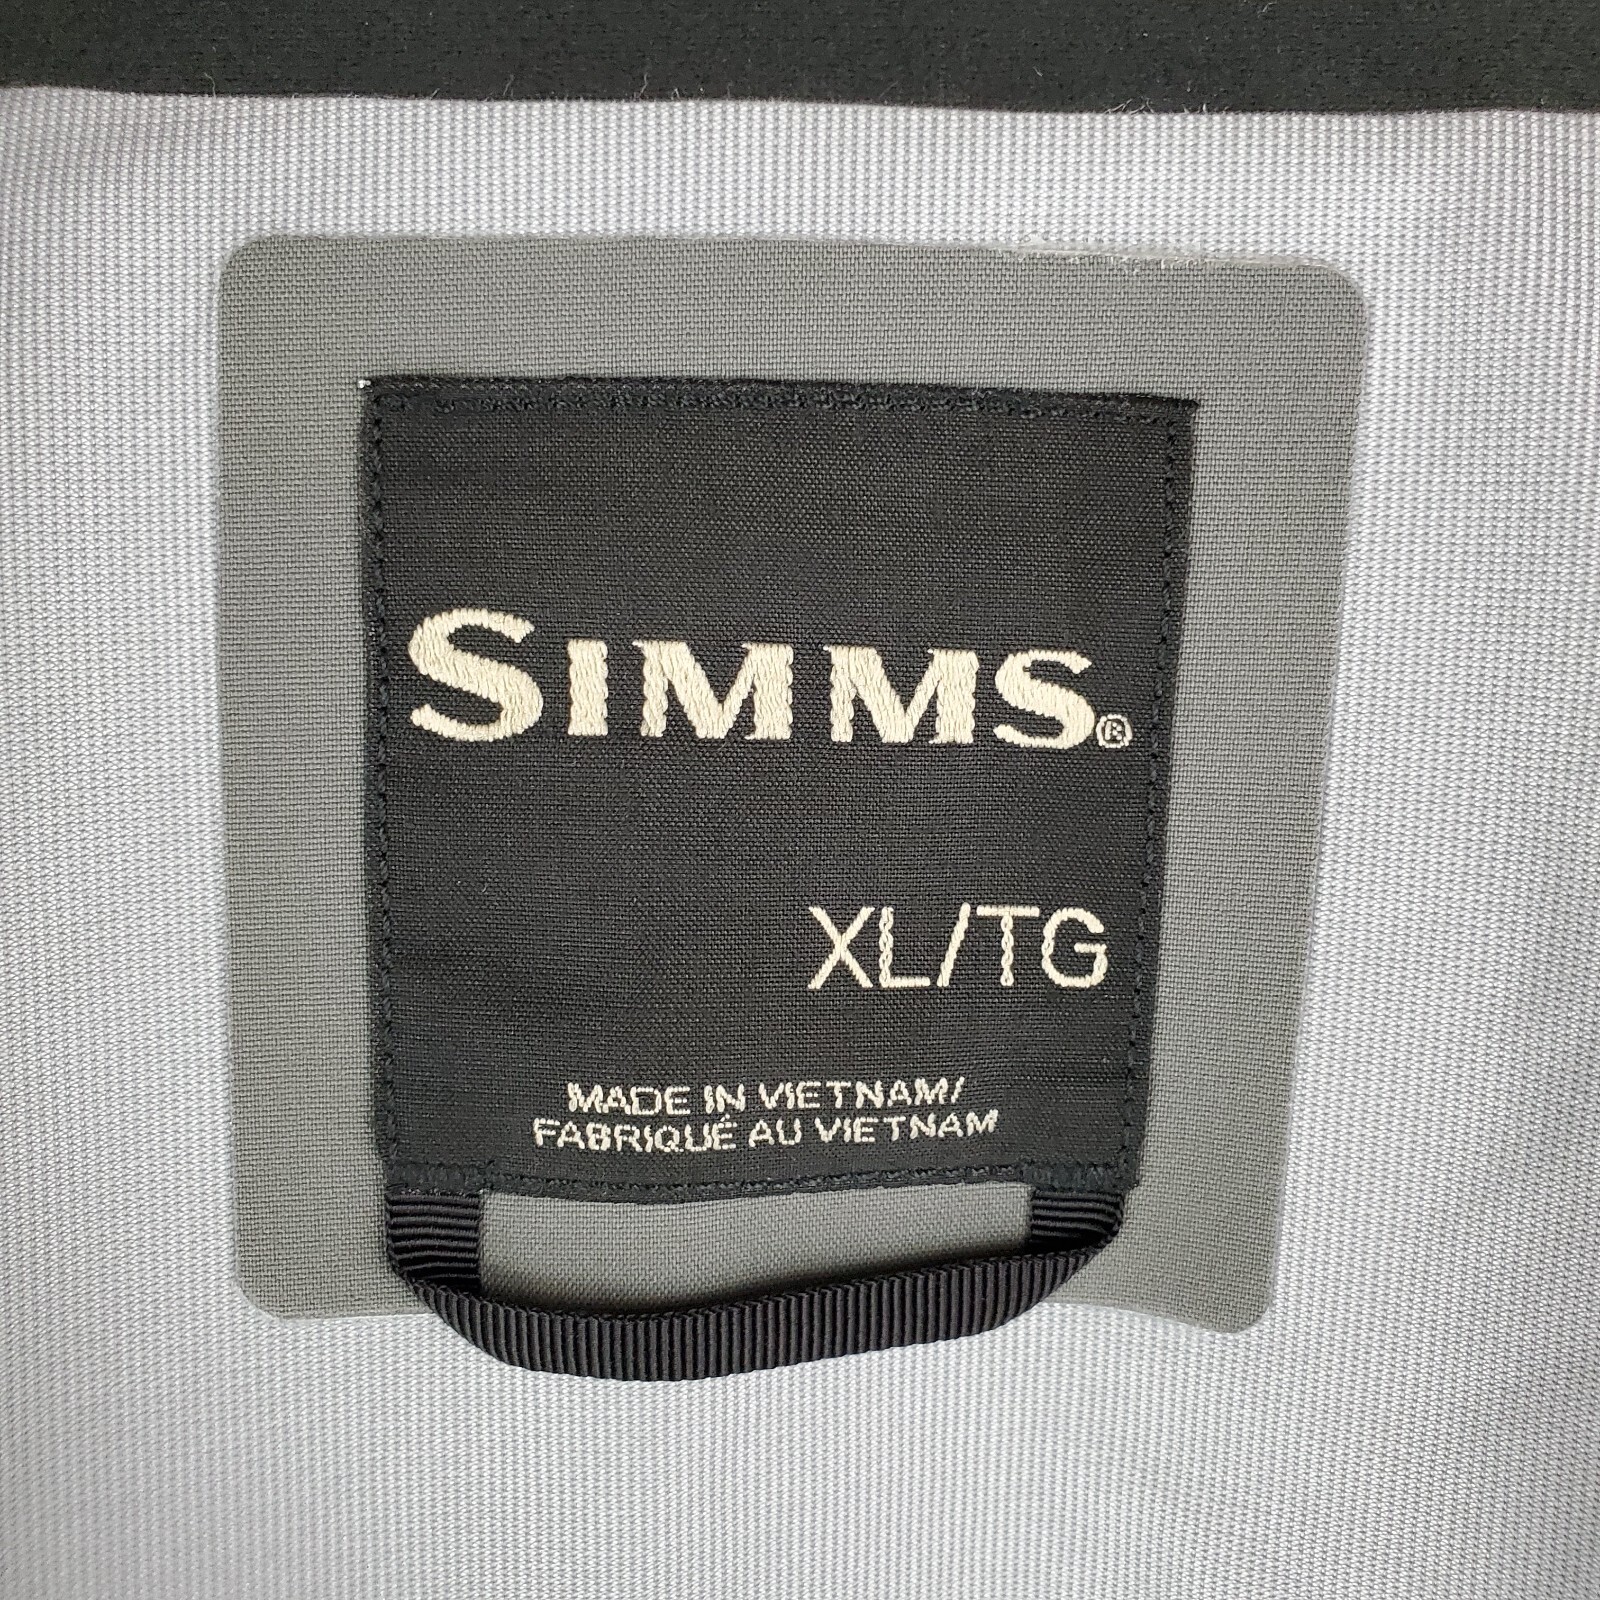 SIMMS®
XL/TG
MADE IN VIETNAM/
FABRIQUÉ AU VIETNAM